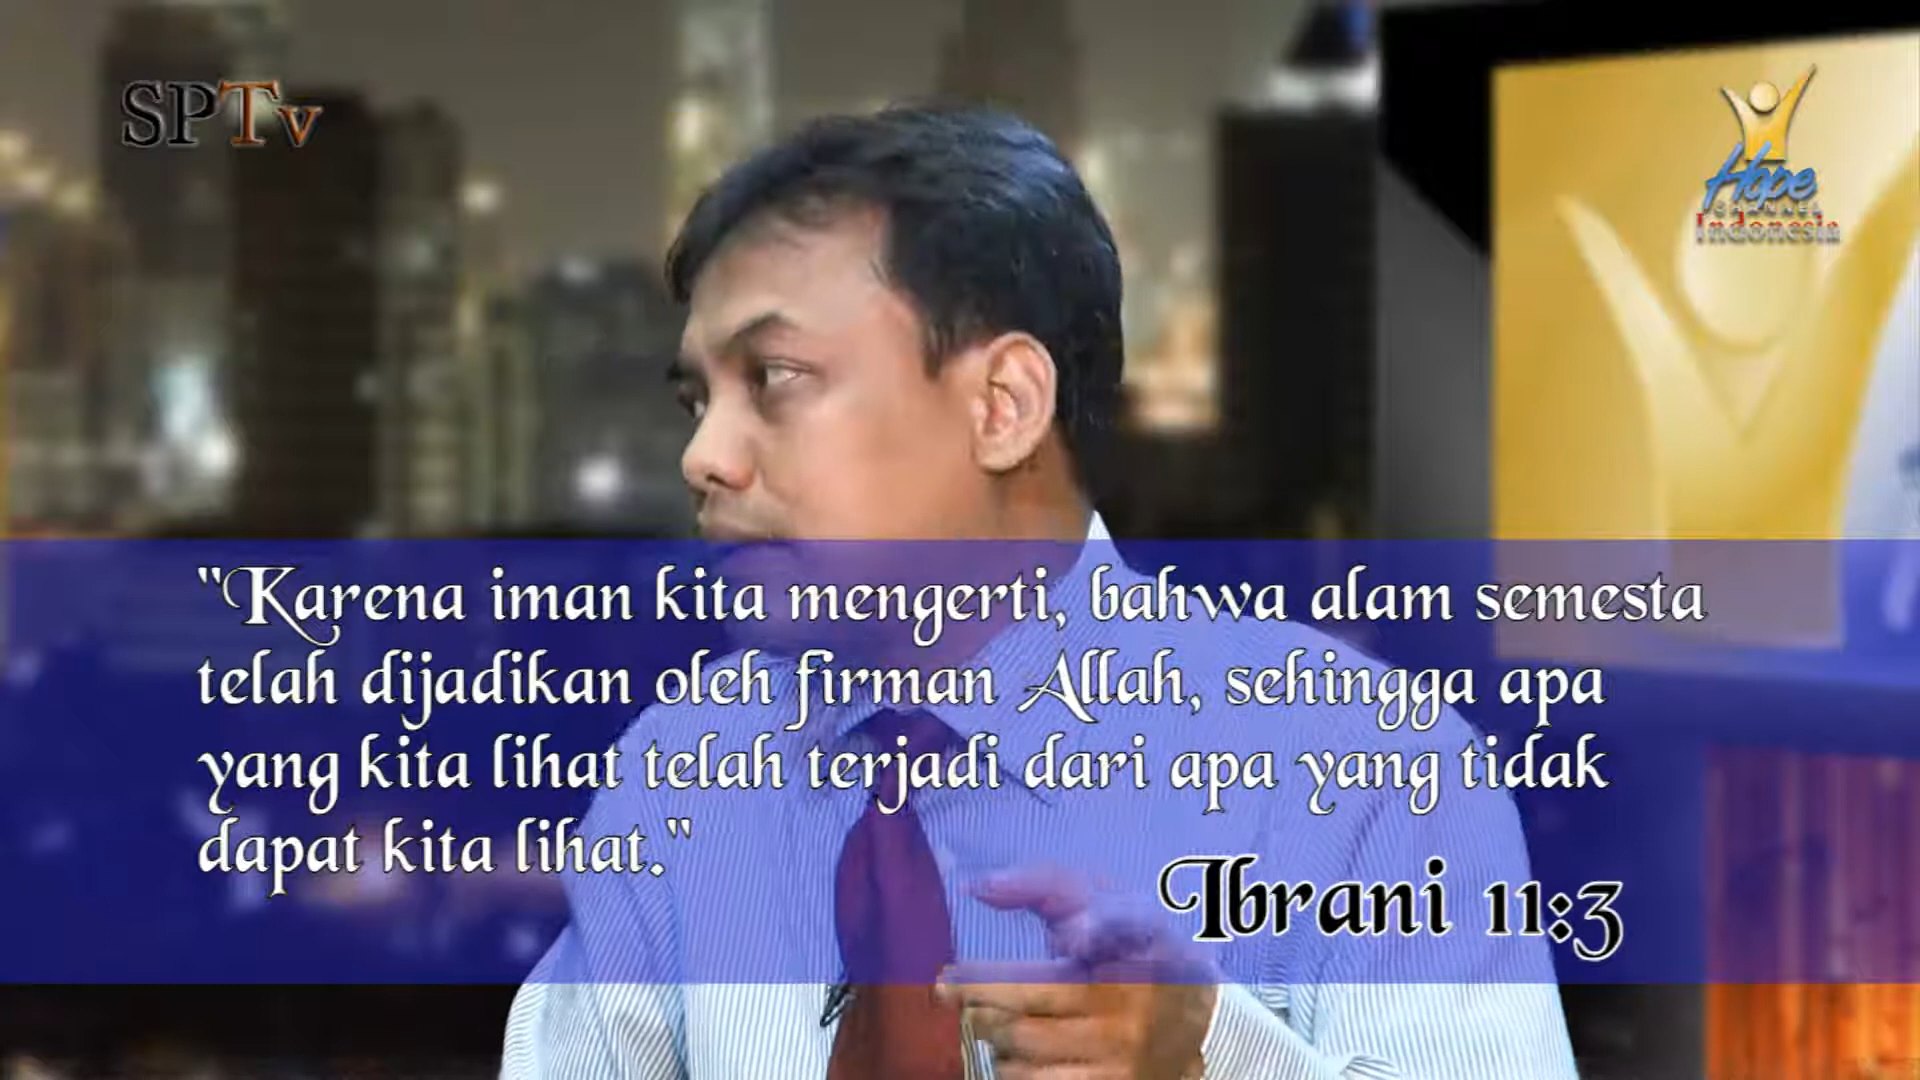 SPTv
Hope
CHANNEL
Indonesia
"Karena iman kita mengerti, bahwa alam semesta
telah dijadikan oleh firman Allah, sehingga apa
yang kita lihat telah terjadi dari apa yang tidak
dapat kita lihat."
Ibrani 11:3